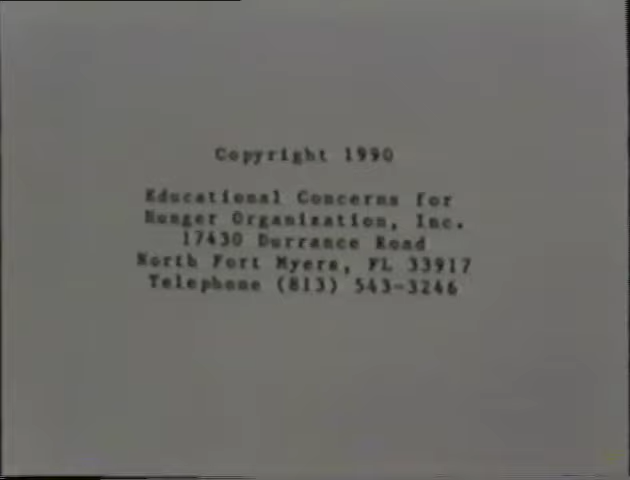 Copyright 1990
Educational Concerns for
Hunger Organization, Inc.
17430 Durrance Road
North Fort Myers, FL 33917
Telephone (813) 543-3246